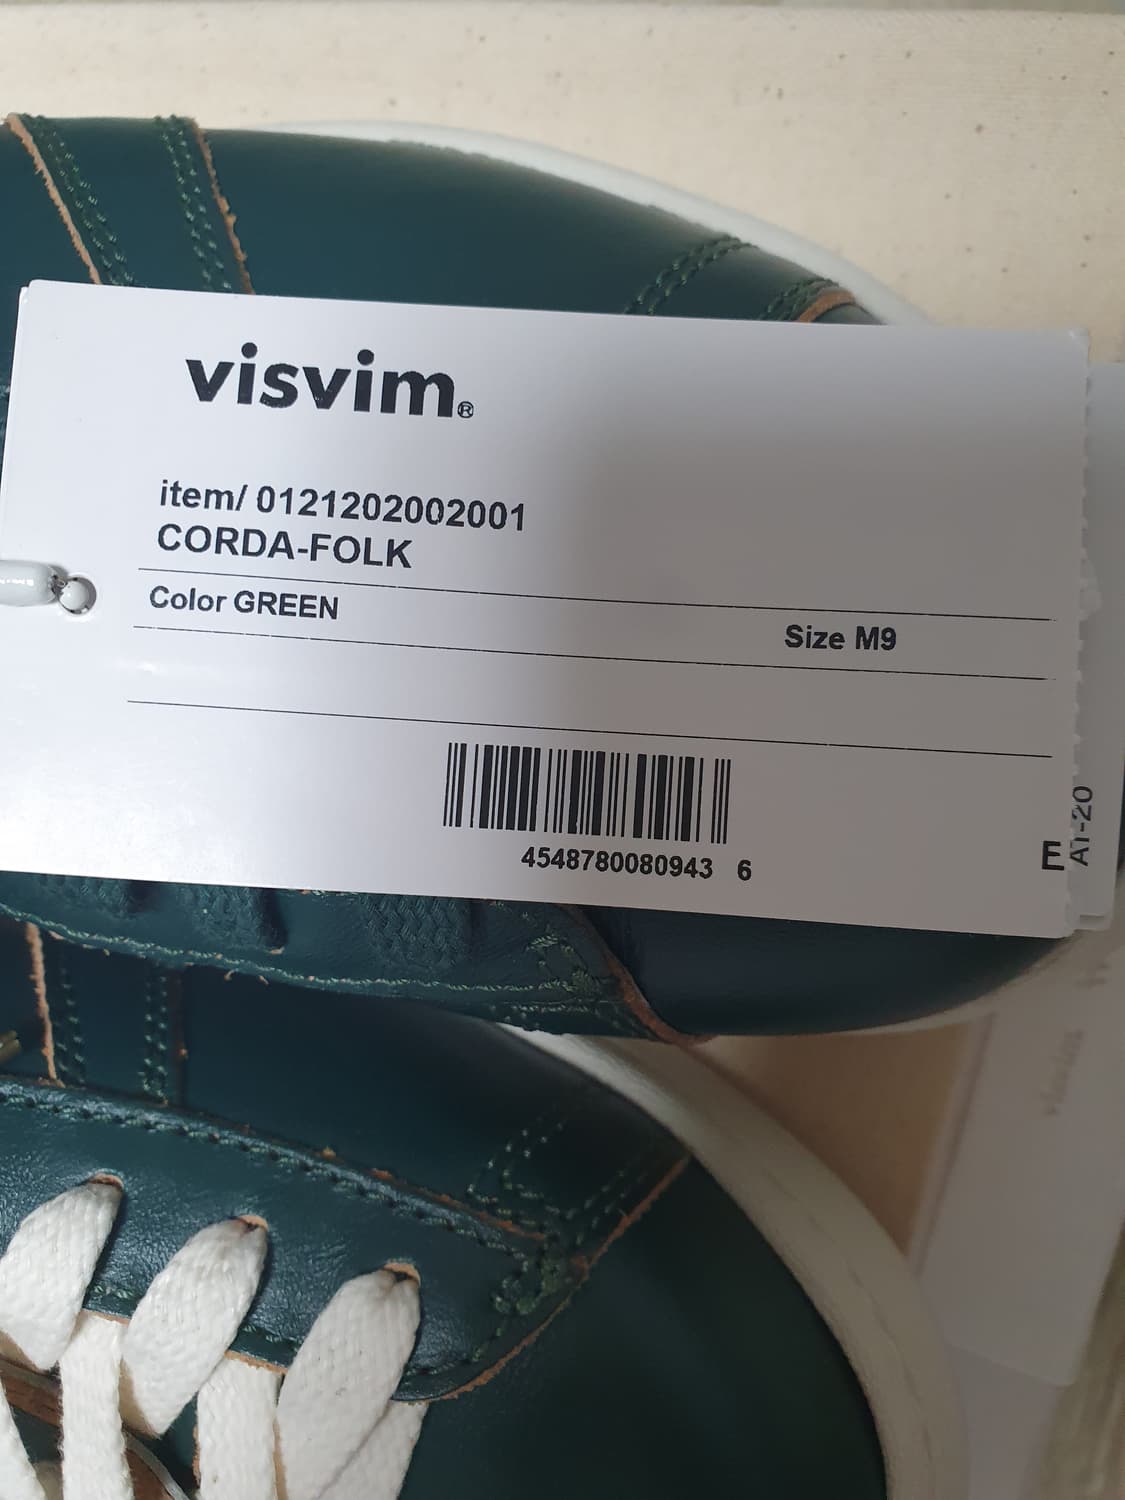 visvim®
item/ 0121202002001
CORDA-FOLK
Color GREEN
Size M9
4548780080943 6
E
AT-20